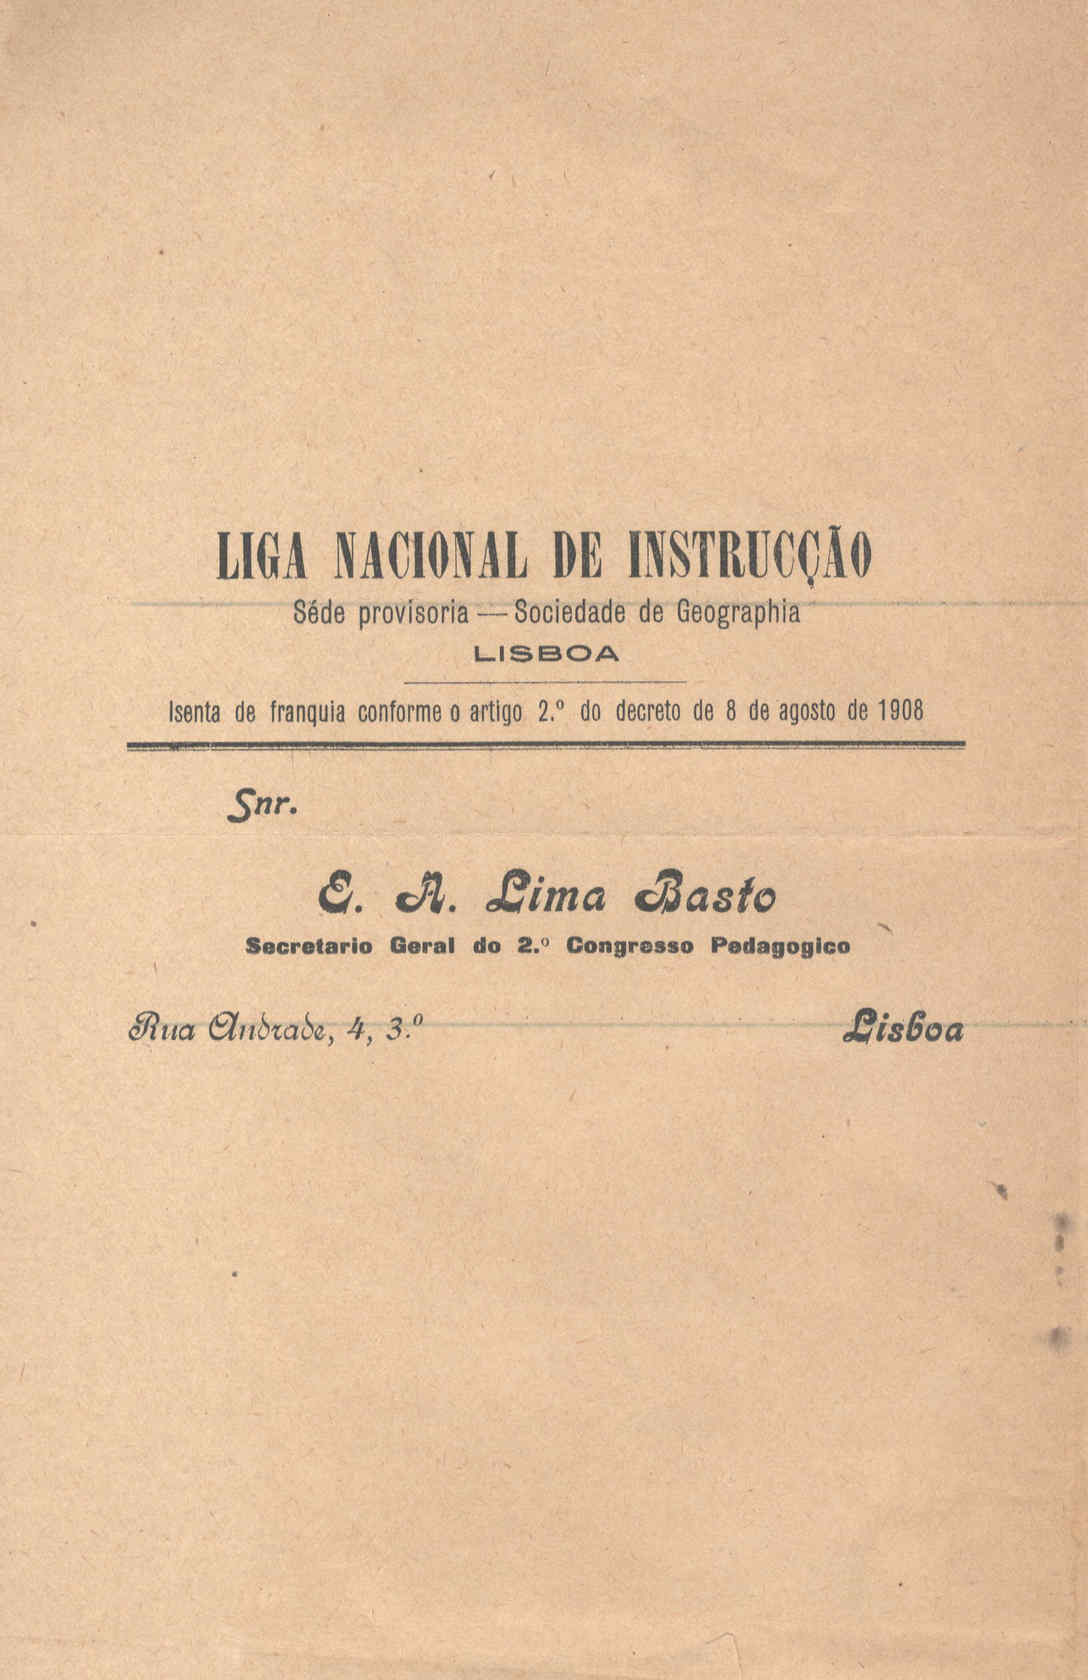 LIGA NACIONAL DE INSTRUCÇÃO
Séde provisoria — Sociedade de Geographia
LISBOA
Isenta de franquia conforme o artigo 2.º do decreto de 8 de agosto de 1908
Snr.
E. A. Lima Basto
Secretario Geral do 2.º Congresso Pedagogico
Rua Andrade, 4, 3.º Lisboa